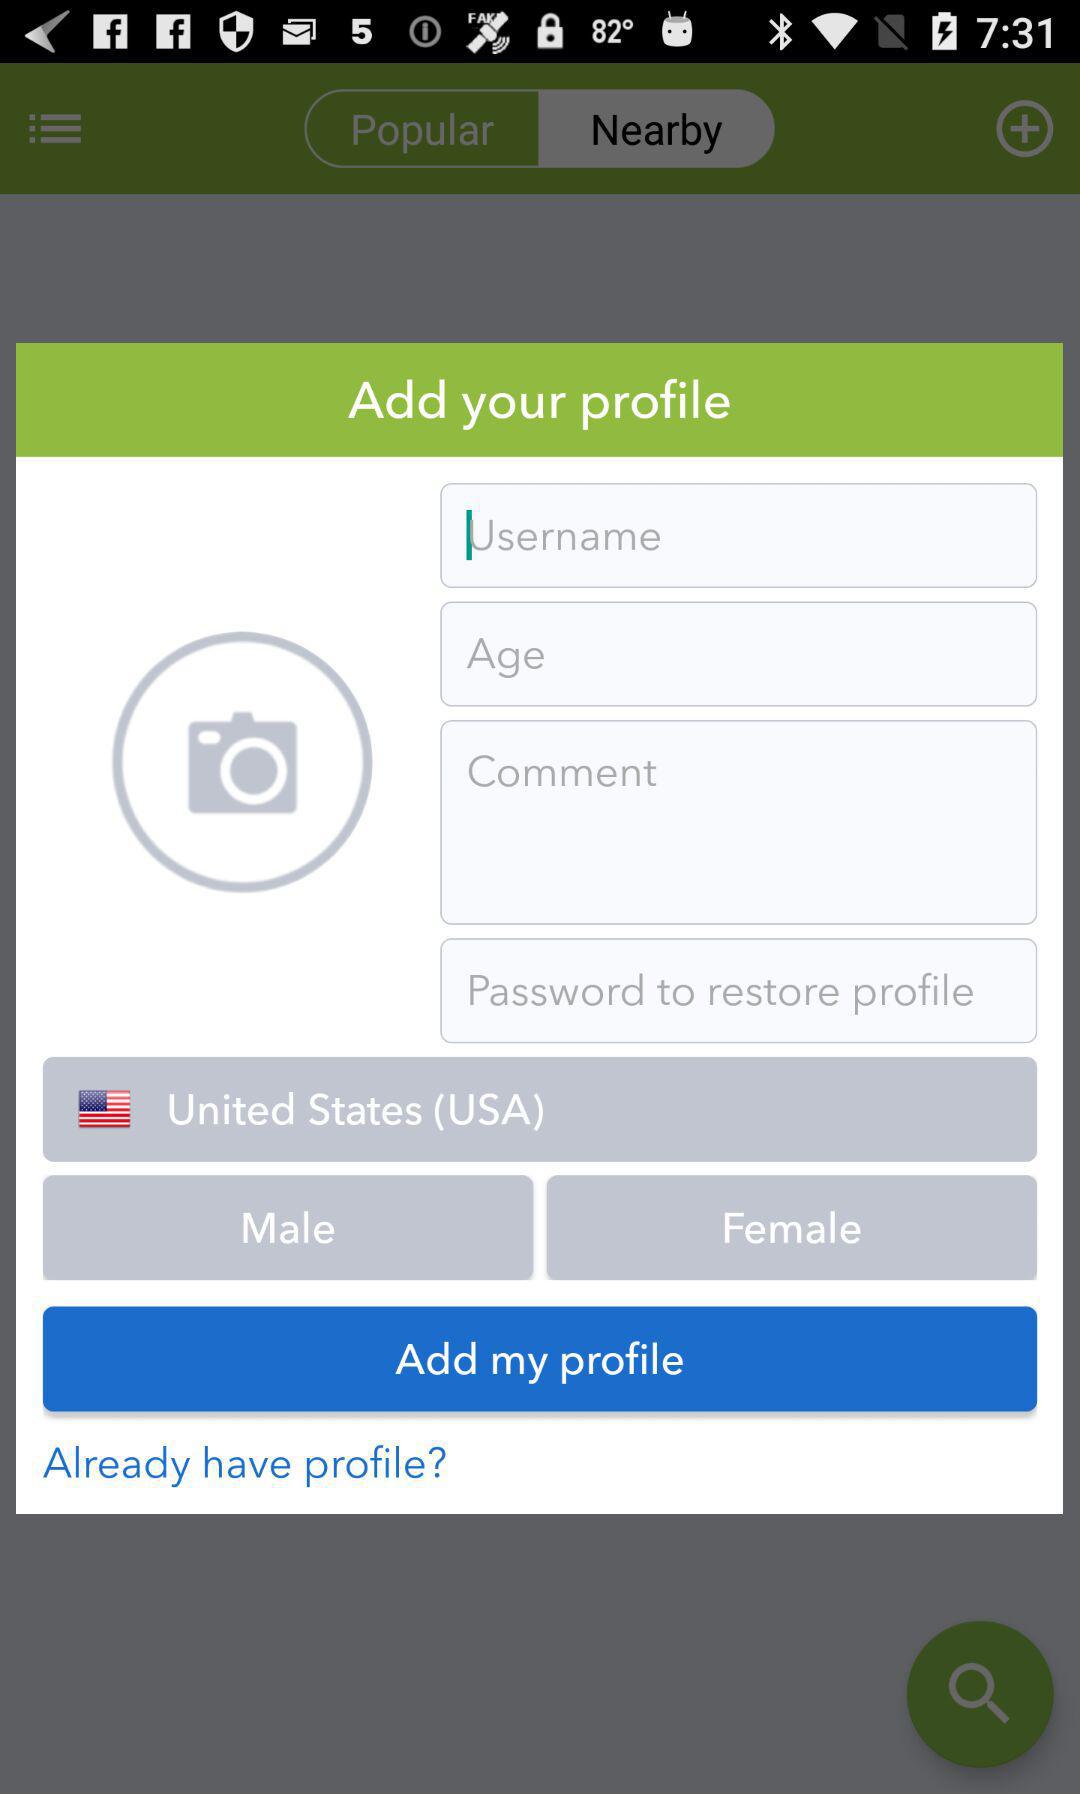 5 FAKE 82° 7:31
Popular Nearby
Add your profile
Username
Age
Comment
Password to restore profile
United States (USA)
Male Female
Add my profile
Already have profile?